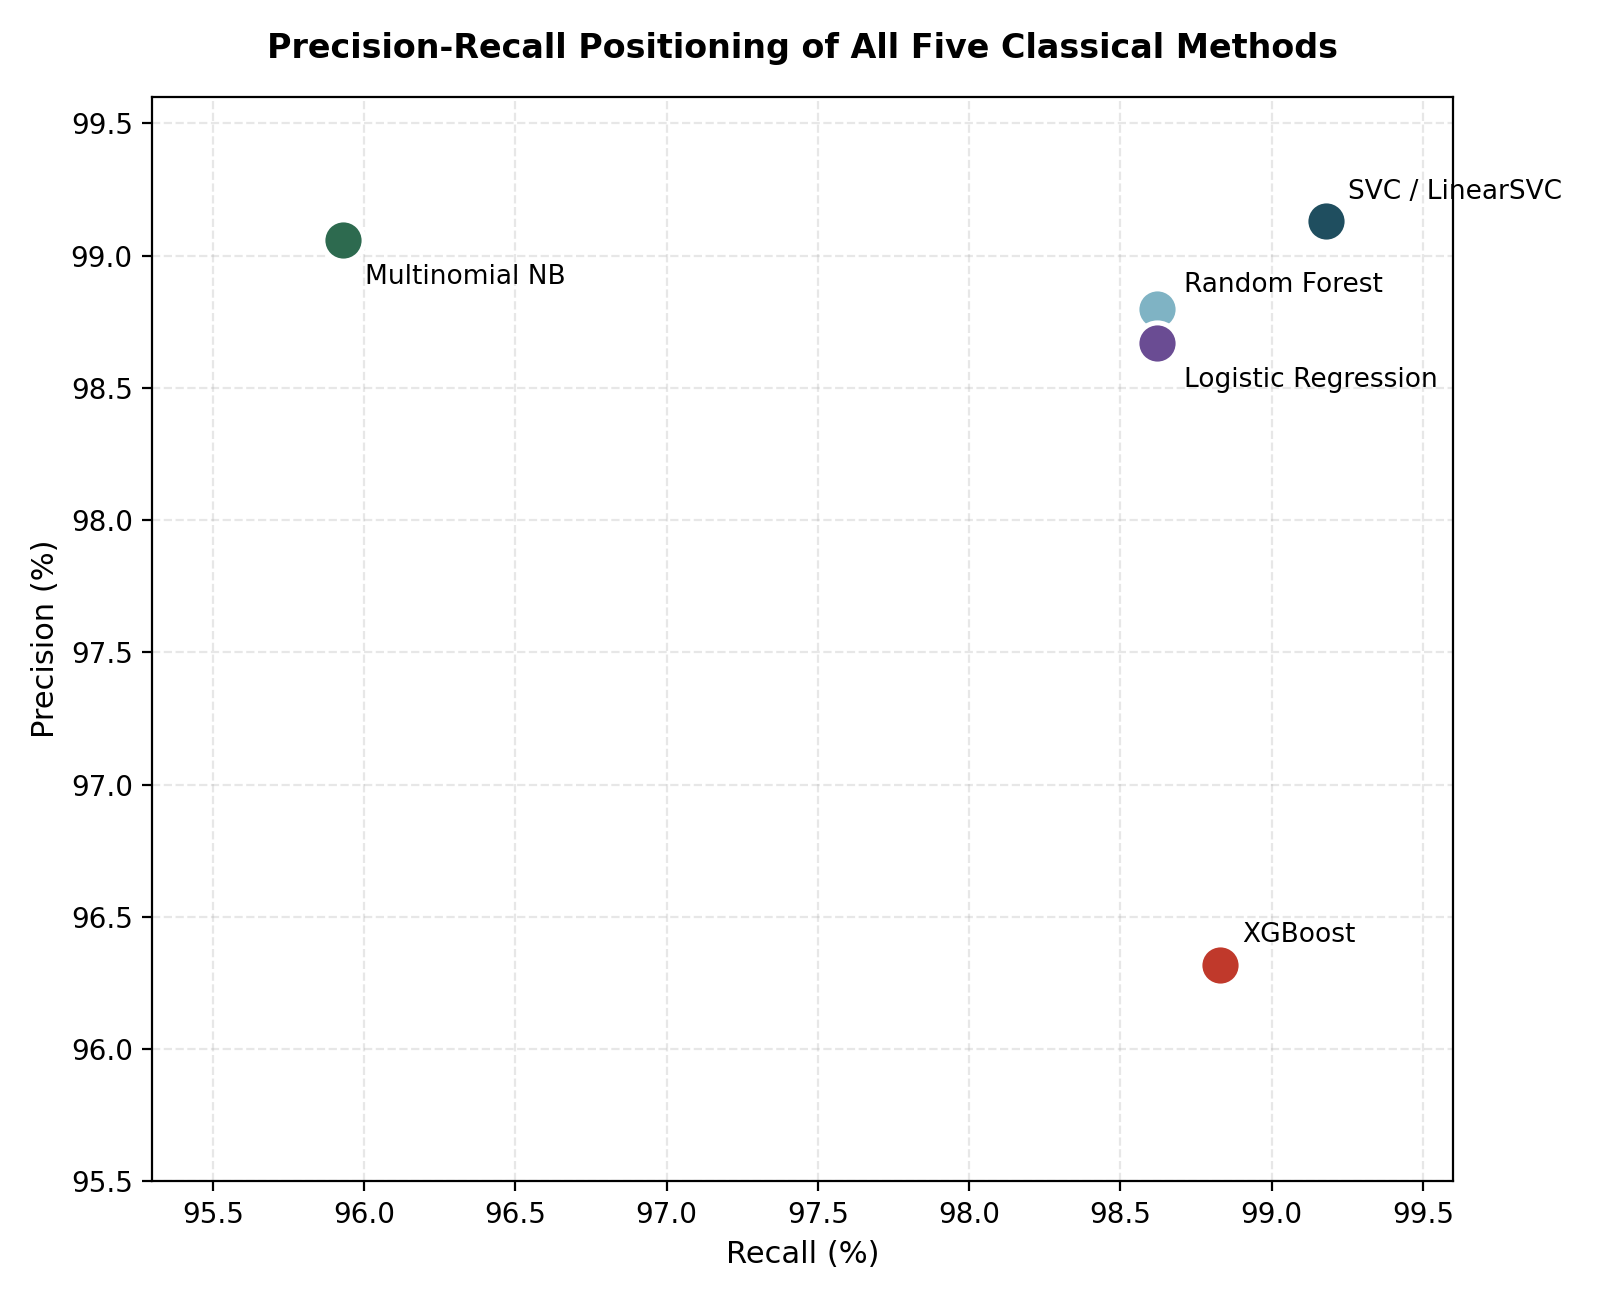 Precision-Recall Positioning of All Five Classical Methods
99.5
SVC / LinearSVC
99.0
Multinomial NB
Random Forest
Logistic Regression
98.5
98.0
97.5
Precision (%)
97.0
96.5
XGBoost
96.0
95.5
95.5 96.0 96.5 97.0 97.5 98.0 98.5 99.0 99.5
Recall (%)